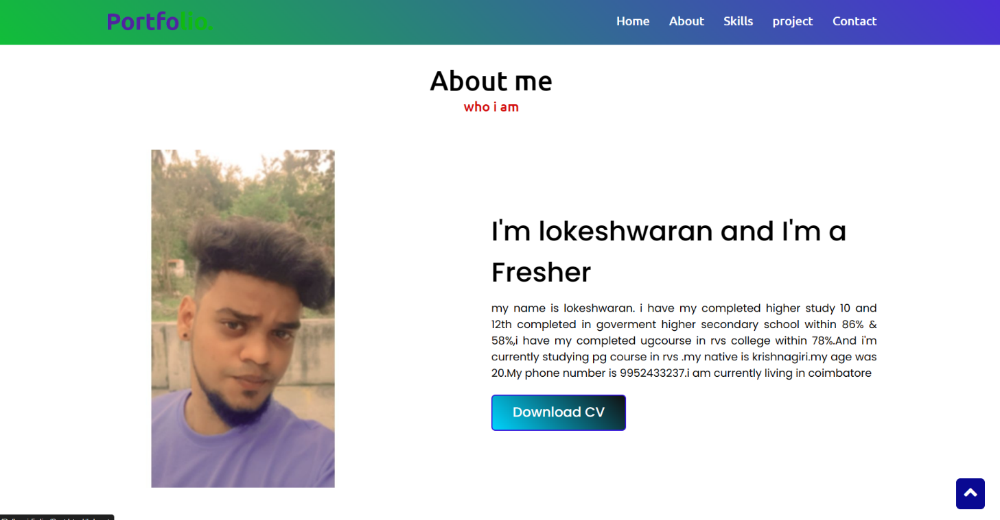 Portfolio.
Home About Skills project Contact
About me
who i am
I'm lokeshwaran and I'm a
Fresher
my name is lokeshwaran. i have my completed higher study 10 and
12th completed in goverment higher secondary school within 86% &
58%,i have my completed ugcourse in rvs college within 78%.And i'm
currently studying pg course in rvs .my native is krishnagiri.my age was
20.My phone number is 9952433237.i am currently living in coimbatore
Download CV